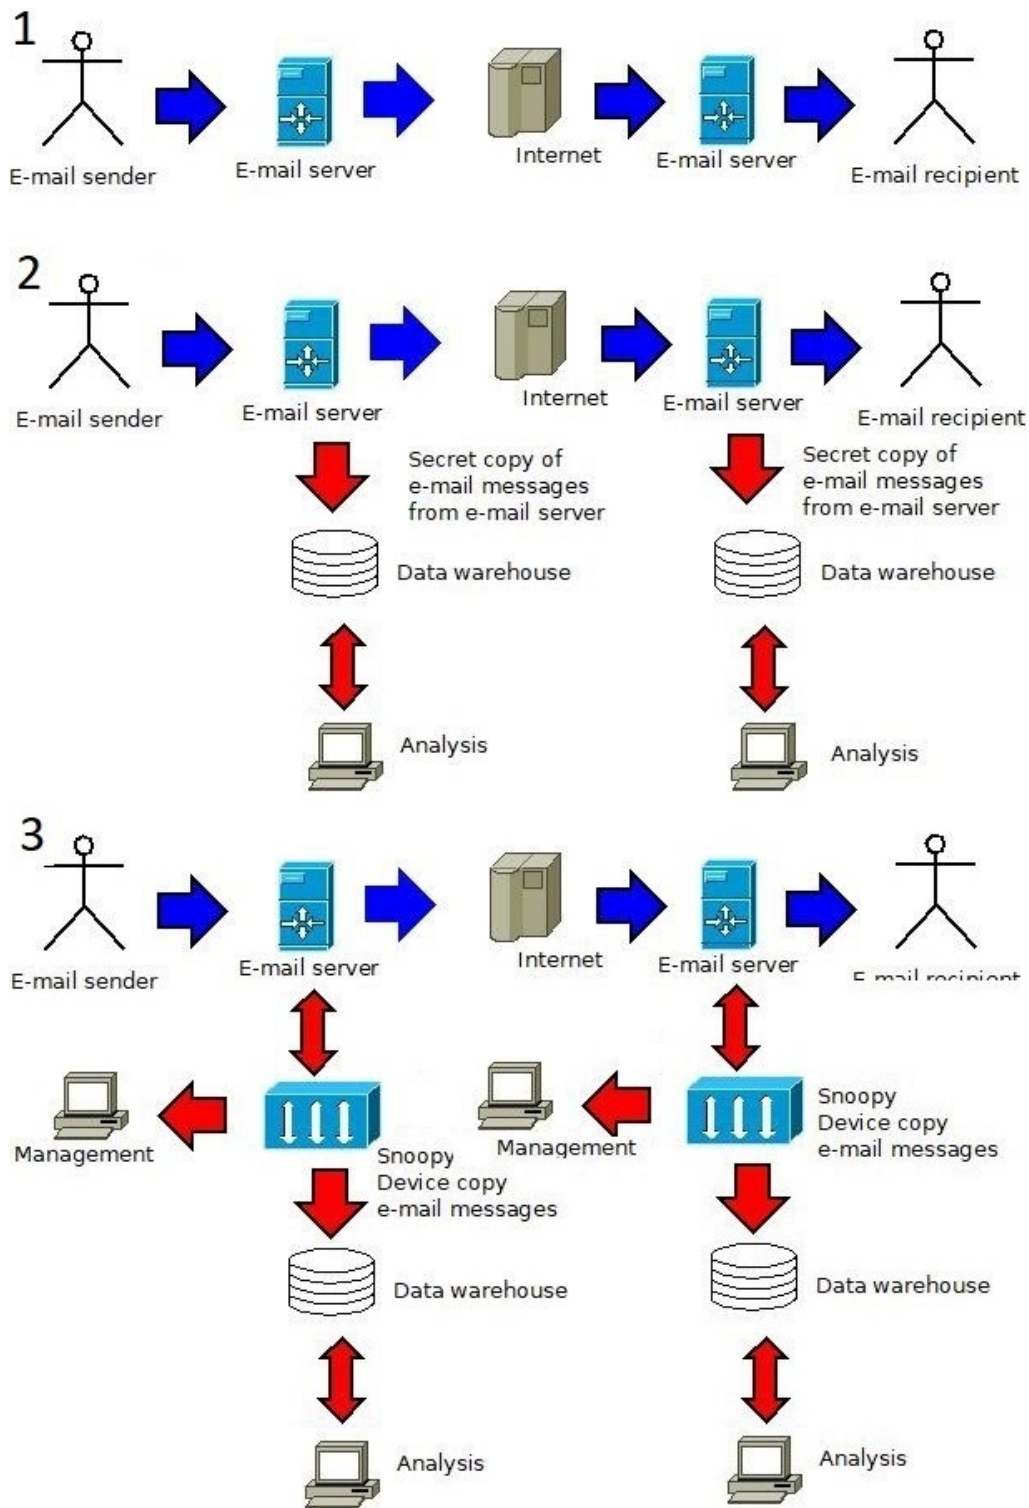 1
E-mail sender
E-mail server
Internet
E-mail server
E-mail recipient
2
E-mail sender
E-mail server
Internet
E-mail server
E-mail recipient
Secret copy of
e-mail messages
from e-mail server
Secret copy of
e-mail messages
from e-mail server
Data warehouse
Data warehouse
Analysis
Analysis
3
E-mail sender
E-mail server
Internet
E-mail server
E-mail recipient
Management
Snoopy
Device copy
e-mail messages
Management
Snoopy
Device copy
e-mail messages
Data warehouse
Data warehouse
Analysis
Analysis